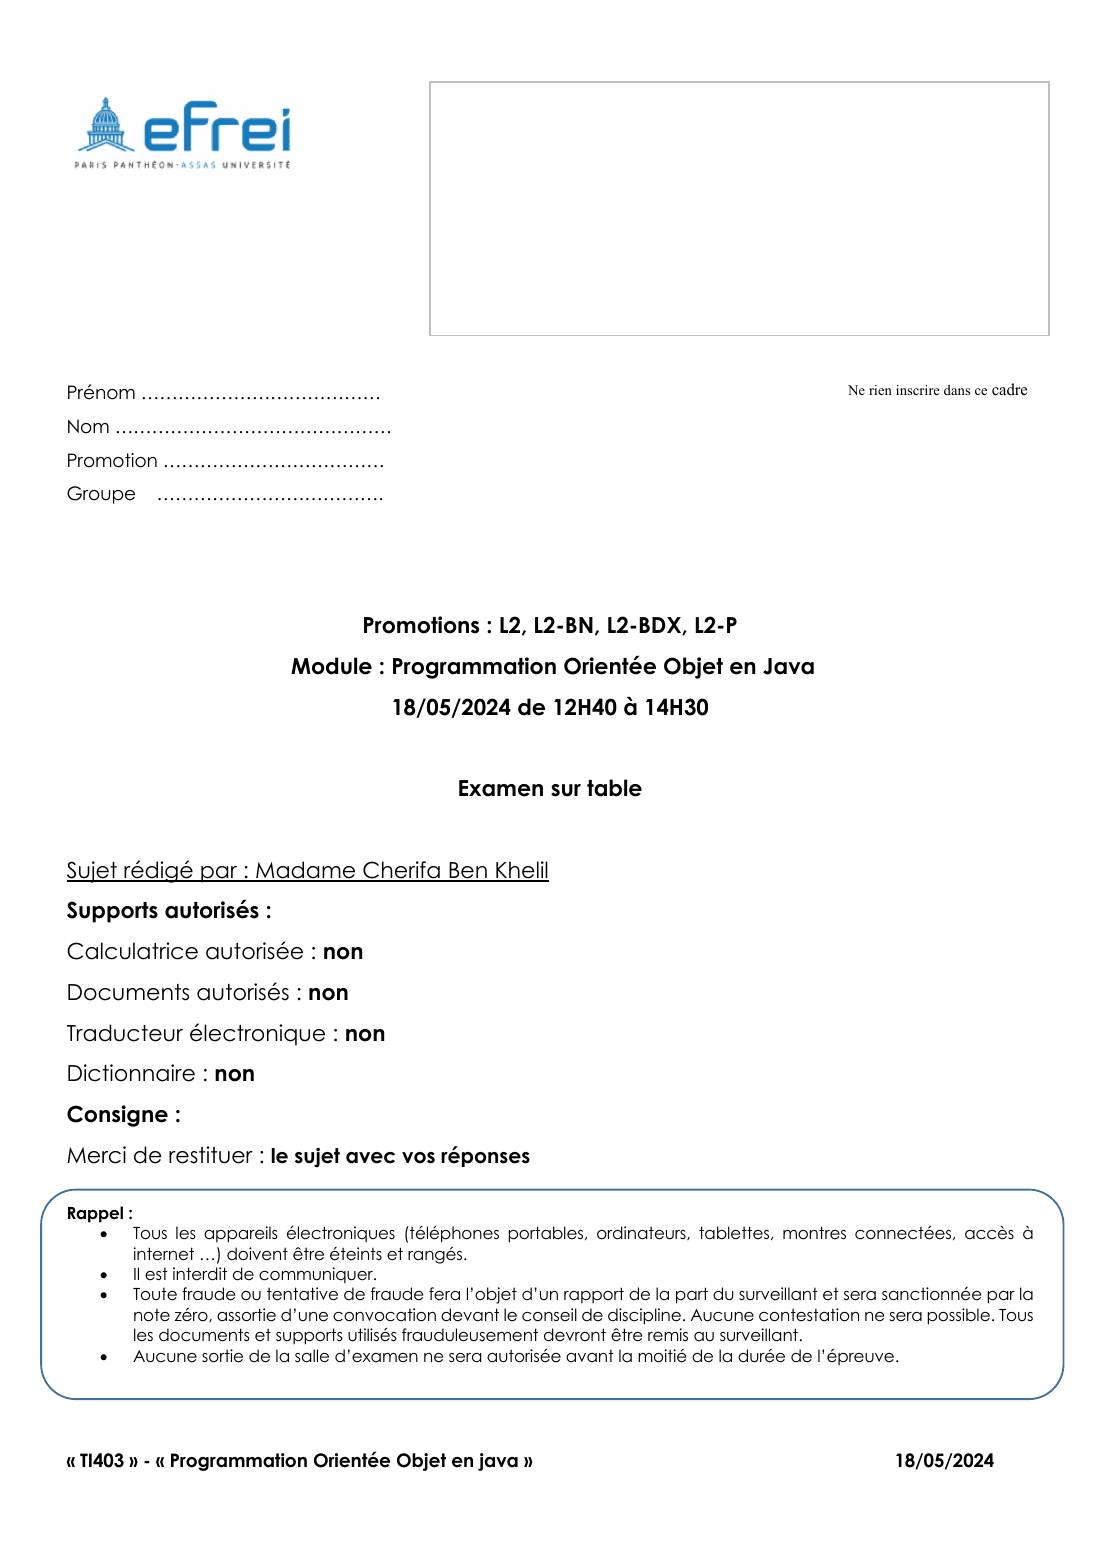 efrei
PARIS PANTHÉON-ASSAS UNIVERSITÉ
Prénom …………………………………
Ne rien inscrire dans ce cadre
Nom ………………………………………
Promotion ………………………………
Groupe ……………………………….
Promotions : L2, L2-BN, L2-BDX, L2-P
Module : Programmation Orientée Objet en Java
18/05/2024 de 12H40 à 14H30
Examen sur table
Sujet rédigé par : Madame Cherifa Ben Khelil
Supports autorisés :
Calculatrice autorisée : non
Documents autorisés : non
Traducteur électronique : non
Dictionnaire : non
Consigne :
Merci de restituer : le sujet avec vos réponses
Rappel :
• Tous les appareils électroniques (téléphones portables, ordinateurs, tablettes, montres connectées, accès à
internet …) doivent être éteints et rangés.
• Il est interdit de communiquer.
• Toute fraude ou tentative de fraude fera l’objet d’un rapport de la part du surveillant et sera sanctionnée par la
note zéro, assortie d’une convocation devant le conseil de discipline. Aucune contestation ne sera possible. Tous
les documents et supports utilisés frauduleusement devront être remis au surveillant.
• Aucune sortie de la salle d’examen ne sera autorisée avant la moitié de la durée de l’épreuve.
« TI403 » - « Programmation Orientée Objet en java » 18/05/2024